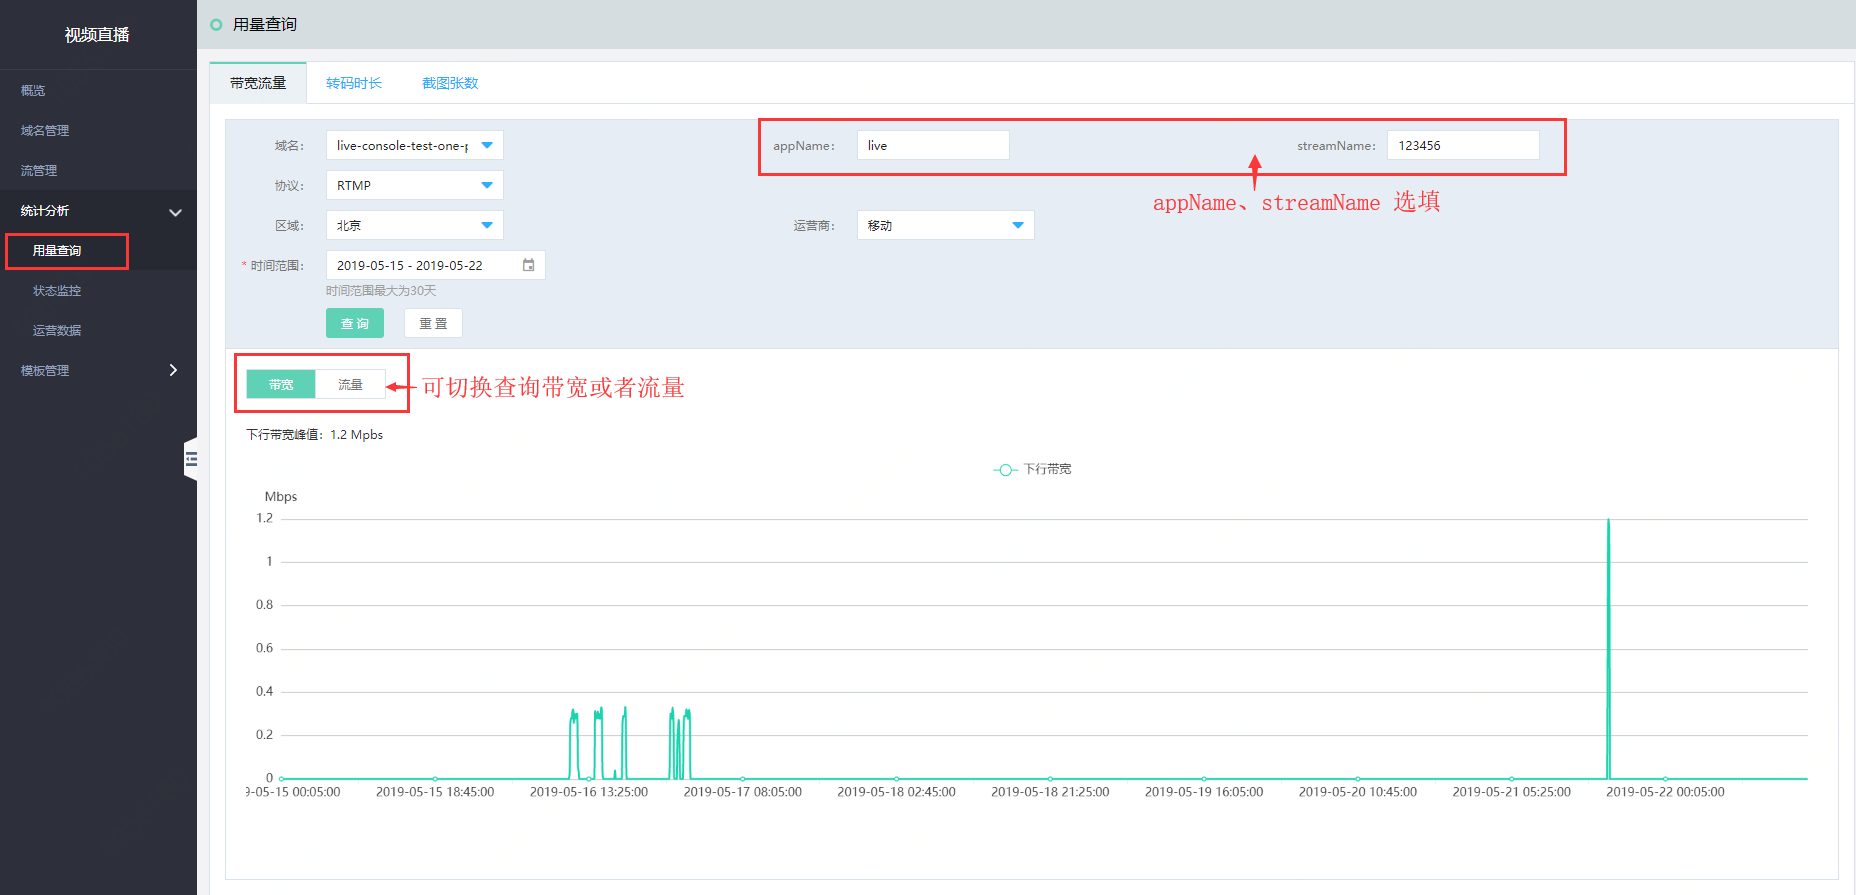 视频直播
概览
域名管理
流管理
统计分析
用量查询
状态监控
运营数据
模板管理
用量查询
带宽流量 转码时长 截图张数
域名： live-console-test-one-p appName： live streamName： 123456
协议： RTMP
appName、streamName 选填
区域： 北京 运营商： 移动
* 时间范围： 2019-05-15 - 2019-05-22
时间范围最大为30天
查 询 重 置
带宽 流量 可切换查询带宽或者流量
下行带宽峰值：1.2 Mpbs
下行带宽
Mbps
1.2
1
0.8
0.6
0.4
0.2
0
9-05-15 00:05:00 2019-05-15 18:45:00 2019-05-16 13:25:00 2019-05-17 08:05:00 2019-05-18 02:45:00 2019-05-18 21:25:00 2019-05-19 16:05:00 2019-05-20 10:45:00 2019-05-21 05:25:00 2019-05-22 00:05:00